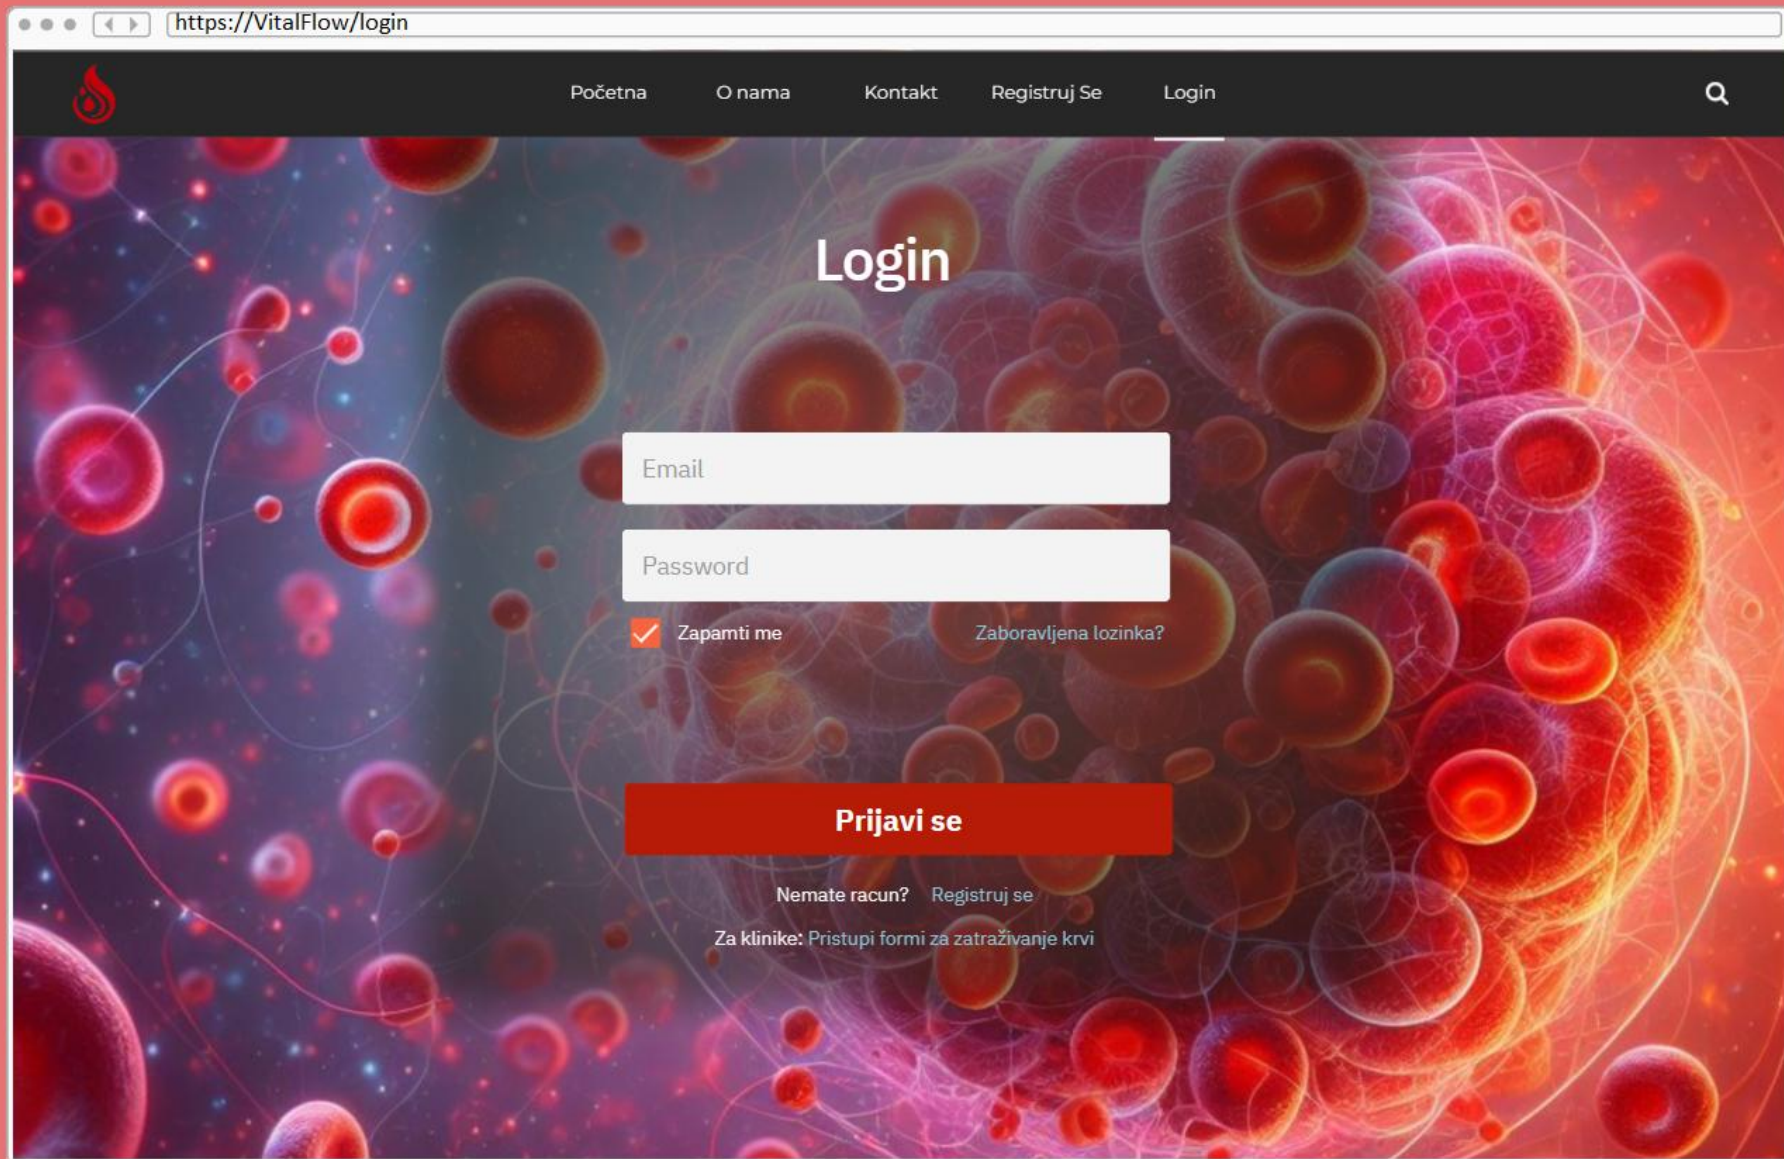 https://VitalFlow/login
Početna O nama Kontakt Registruj Se Login
Login
Email
Password
Zapamti me Zaboravljena lozinka?
Prijavi se
Nemate racun? Registruj se
Za klinike: Pristupi formi za zatraživanje krvi